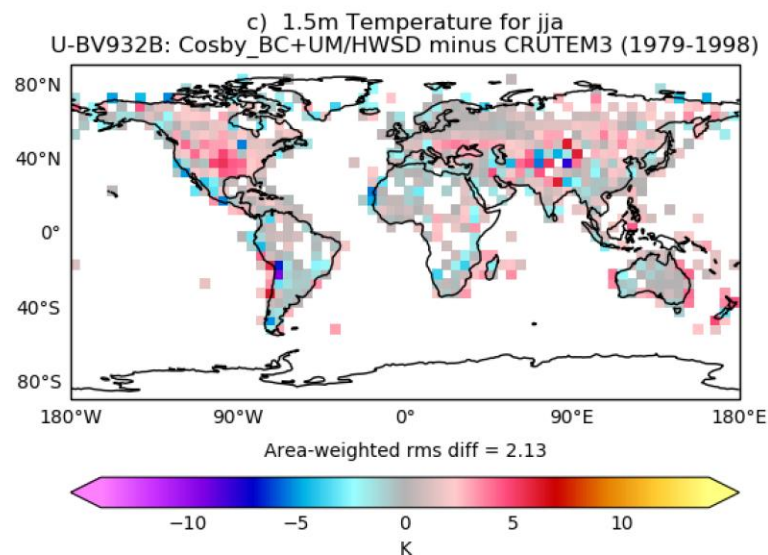 c) 1.5m Temperature for jja
U-BV932B: Cosby_BC+UM/HWSD minus CRUTEM3 (1979-1998)
80°N
40°N
0°
40°S
80°S
180°W 90°W 0° 90°E 180°E
Area-weighted rms diff = 2.13
−10 −5 0 5 10
K